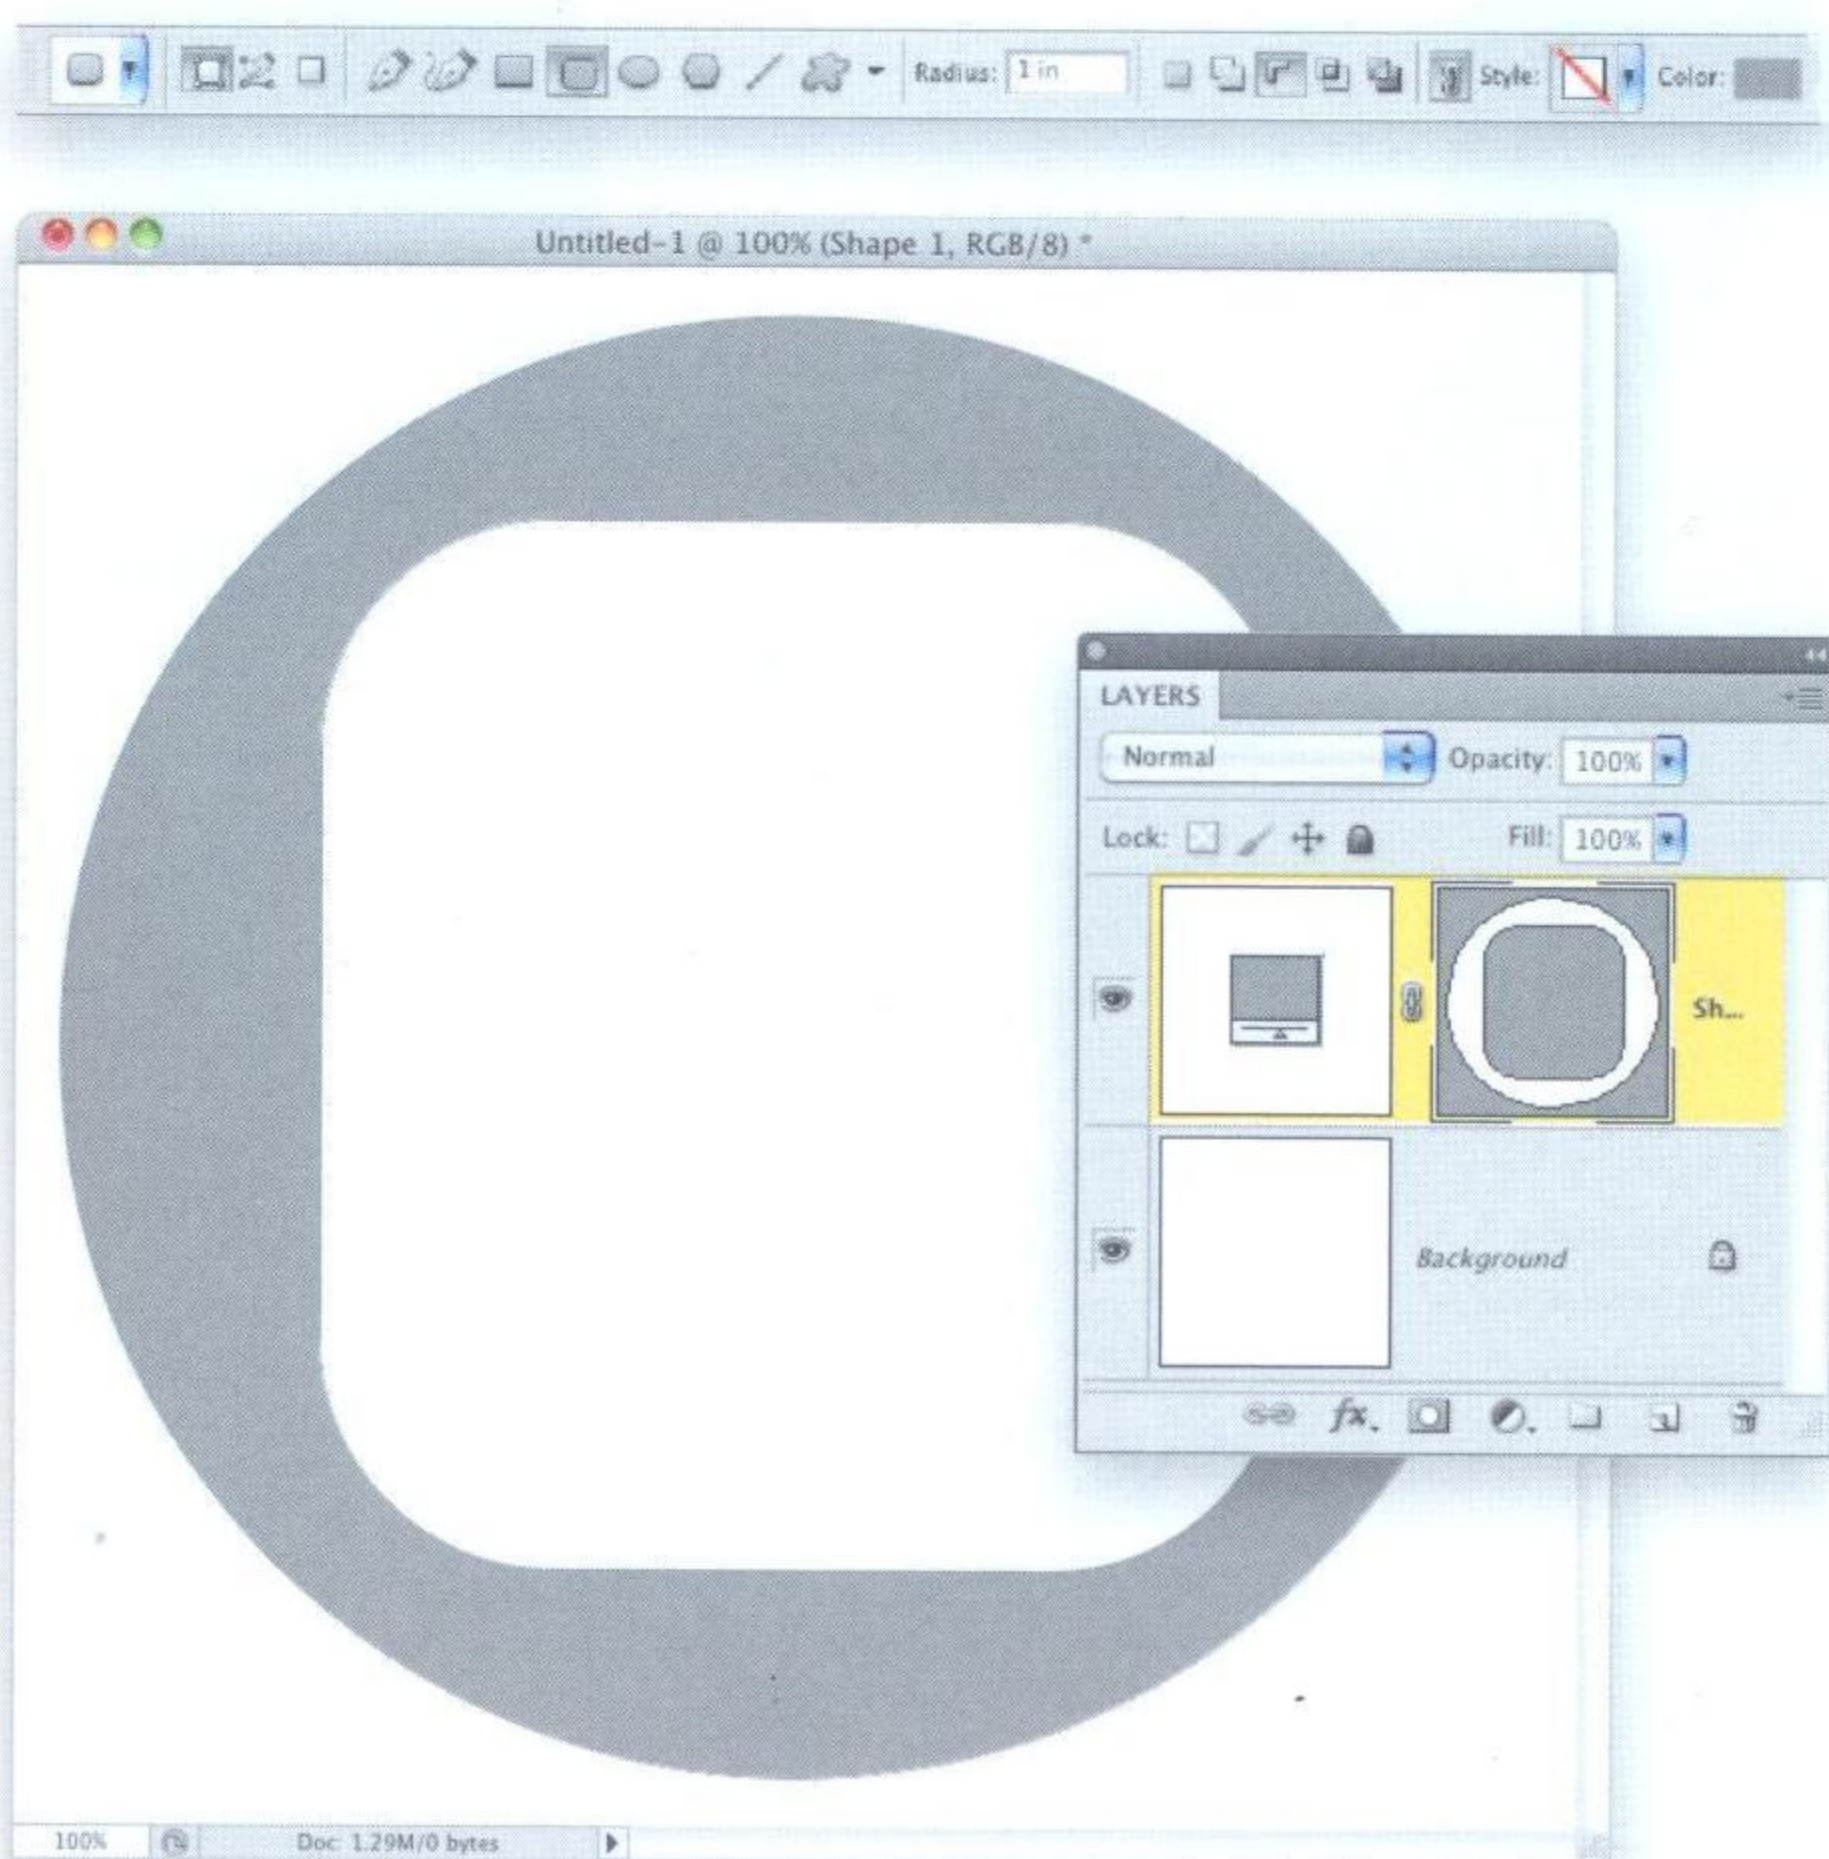 Radius: 1 in Style: Color:
Untitled-1 @ 100% (Shape 1, RGB/8) *
LAYERS
Normal Opacity: 100%
Lock: Fill: 100%
Sh...
Background
fx.
100% Doc: 1.29M/0 bytes